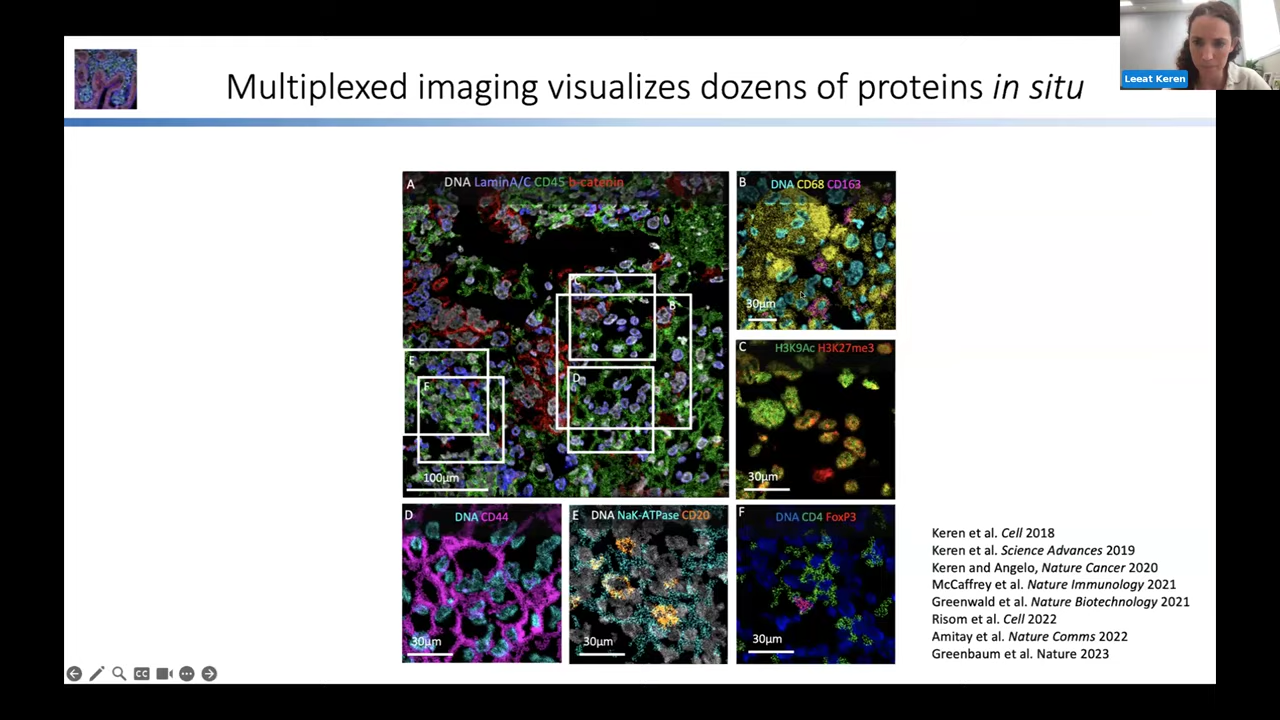 Leeat Keren
Multiplexed imaging visualizes dozens of proteins in situ
A
DNA LaminA/C CD45 b-catenin
C
B
E
F
D
100µm
B
DNA CD68 CD163
30µm
C
H3K9Ac H3K27me3
30µm
D
DNA CD44
30µm
E
DNA NaK-ATPase CD20
30µm
F
DNA CD4 FoxP3
30µm
Keren et al. Cell 2018
Keren et al. Science Advances 2019
Keren and Angelo, Nature Cancer 2020
McCaffrey et al. Nature Immunology 2021
Greenwald et al. Nature Biotechnology 2021
Risom et al. Cell 2022
Amitay et al. Nature Comms 2022
Greenbaum et al. Nature 2023
CC